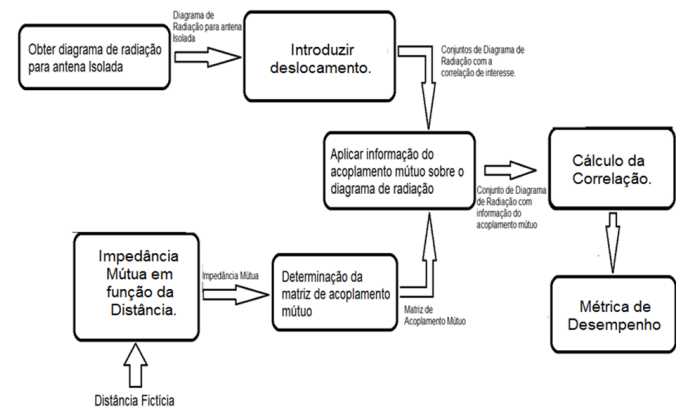 Diagrama de
Radiação para antena
Isolada
Obter diagrama de radiação
para antena Isolada
Introduzir
deslocamento.
Conjuntos de Diagrama de
Radiação com a
correlação de interesse.
Aplicar informação do
acoplamento mútuo sobre o
diagrama de radiação
Cálculo da
Correlação.
Conjunto de Diagrama
de Radiação com
informação do
acoplamento mútuo
Impedância
Mútua em
função da
Distância.
Impedância Mútua
Determinação da
matriz de acoplamento
mútuo
Matriz de
Acoplamento Mútuo
Métrica de
Desempenho
Distância Fictícia